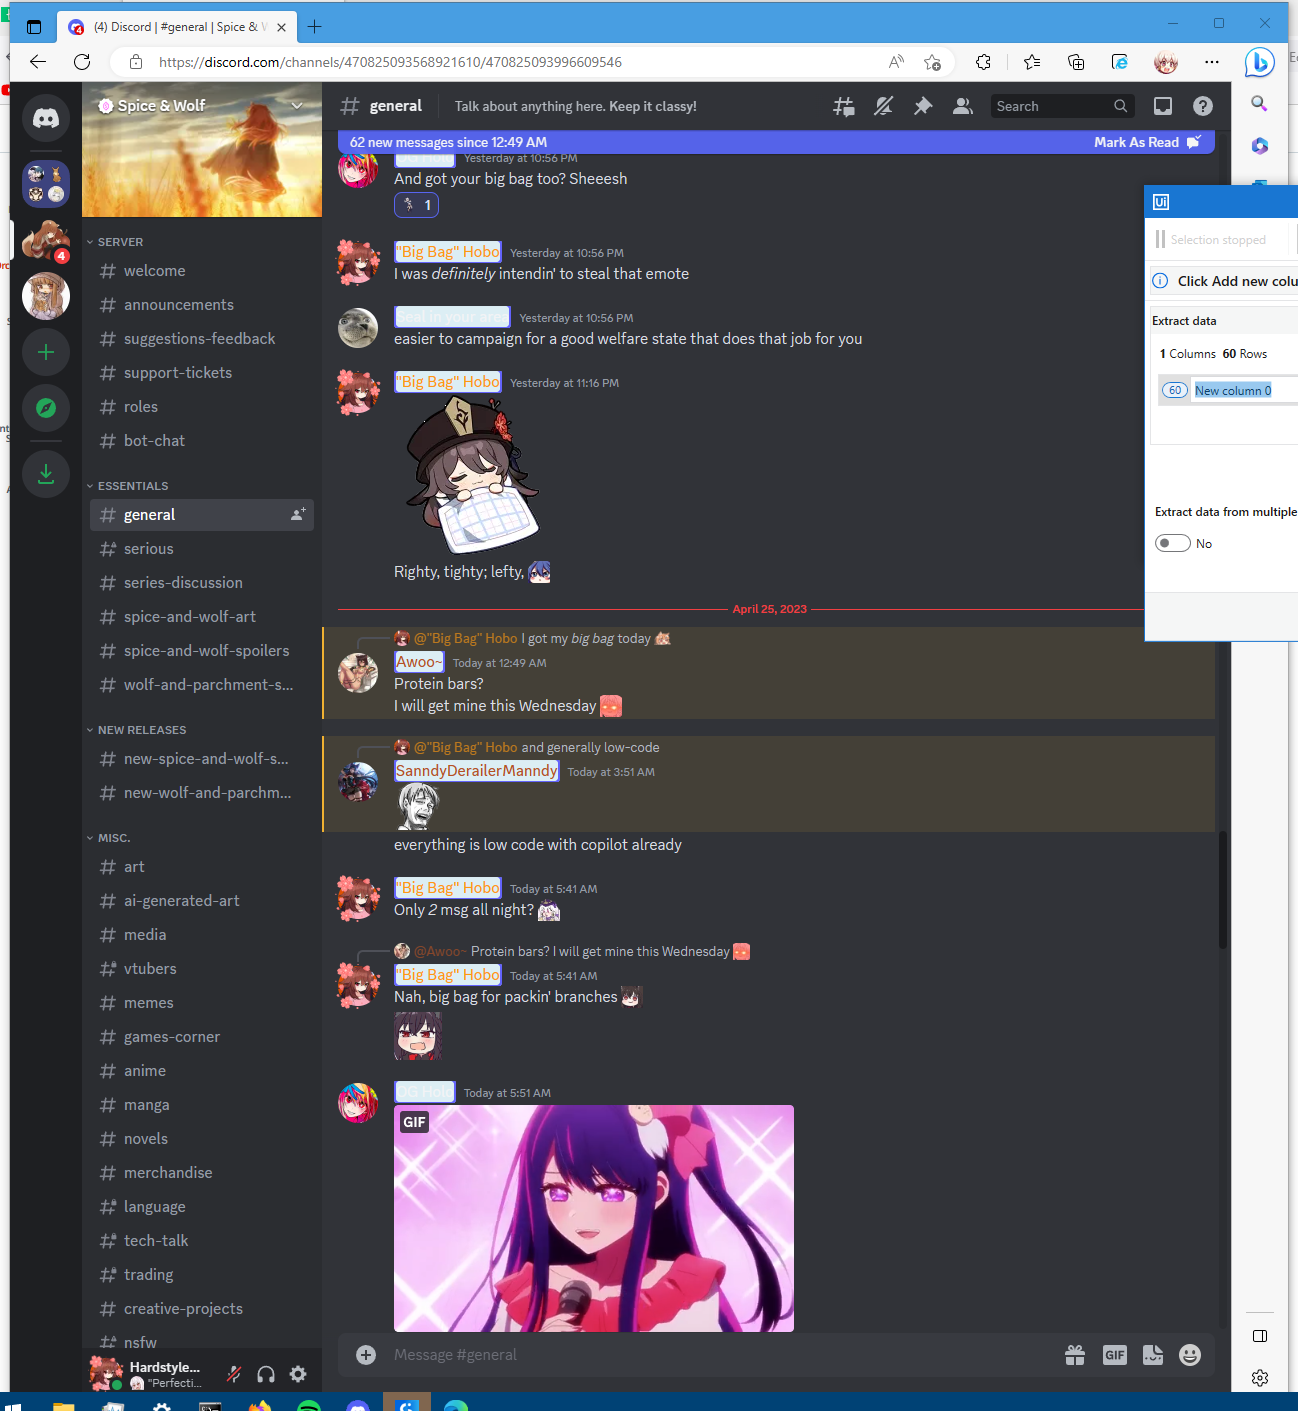 (4) Discord | #general | Spice & W
https://discord.com/channels/470825093568921610/470825093996609546
Spice & Wolf
general
Talk about anything here. Keep it classy!
Search
62 new messages since 12:49 AM
Mark As Read
SERVER
welcome
announcements
suggestions-feedback
support-tickets
roles
bot-chat
ESSENTIALS
general
serious
series-discussion
spice-and-wolf-art
spice-and-wolf-spoilers
wolf-and-parchment-s...
NEW RELEASES
new-spice-and-wolf-s...
new-wolf-and-parchm...
MISC.
art
ai-generated-art
media
vtubers
memes
games-corner
anime
manga
novels
merchandise
language
tech-talk
trading
creative-projects
nsfw
4
Hardstyle...
"Perfecti...
OG Holo Yesterday at 10:56 PM
And got your big bag too? Sheeesh
1
"Big Bag" Hobo Yesterday at 10:56 PM
I was definitely intendin' to steal that emote
Seal in your area Yesterday at 10:56 PM
easier to campaign for a good welfare state that does that job for you
"Big Bag" Hobo Yesterday at 11:16 PM
Righty, tighty; lefty,
April 25, 2023
@"Big Bag" Hobo I got my big bag today
Awoo~ Today at 12:49 AM
Protein bars?
I will get mine this Wednesday
@"Big Bag" Hobo and generally low-code
SanndyDerailerManndy Today at 3:51 AM
everything is low code with copilot already
"Big Bag" Hobo Today at 5:41 AM
Only 2 msg all night?
@Awoo~ Protein bars? I will get mine this Wednesday
"Big Bag" Hobo Today at 5:41 AM
Nah, big bag for packin' branches
OG Holo Today at 5:51 AM
GIF
Message #general
GIF
Ui
Selection stopped
Click Add new colu
Extract data
1 Columns 60 Rows
60 New column 0
Extract data from multiple
No